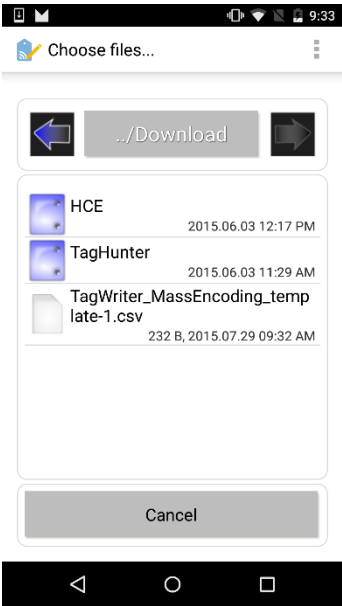 9:33
Choose files...
../Download
HCE
2015.06.03 12:17 PM
TagHunter
2015.06.03 11:29 AM
TagWriter_MassEncoding_temp
late-1.csv
232 B, 2015.07.29 09:32 AM
Cancel